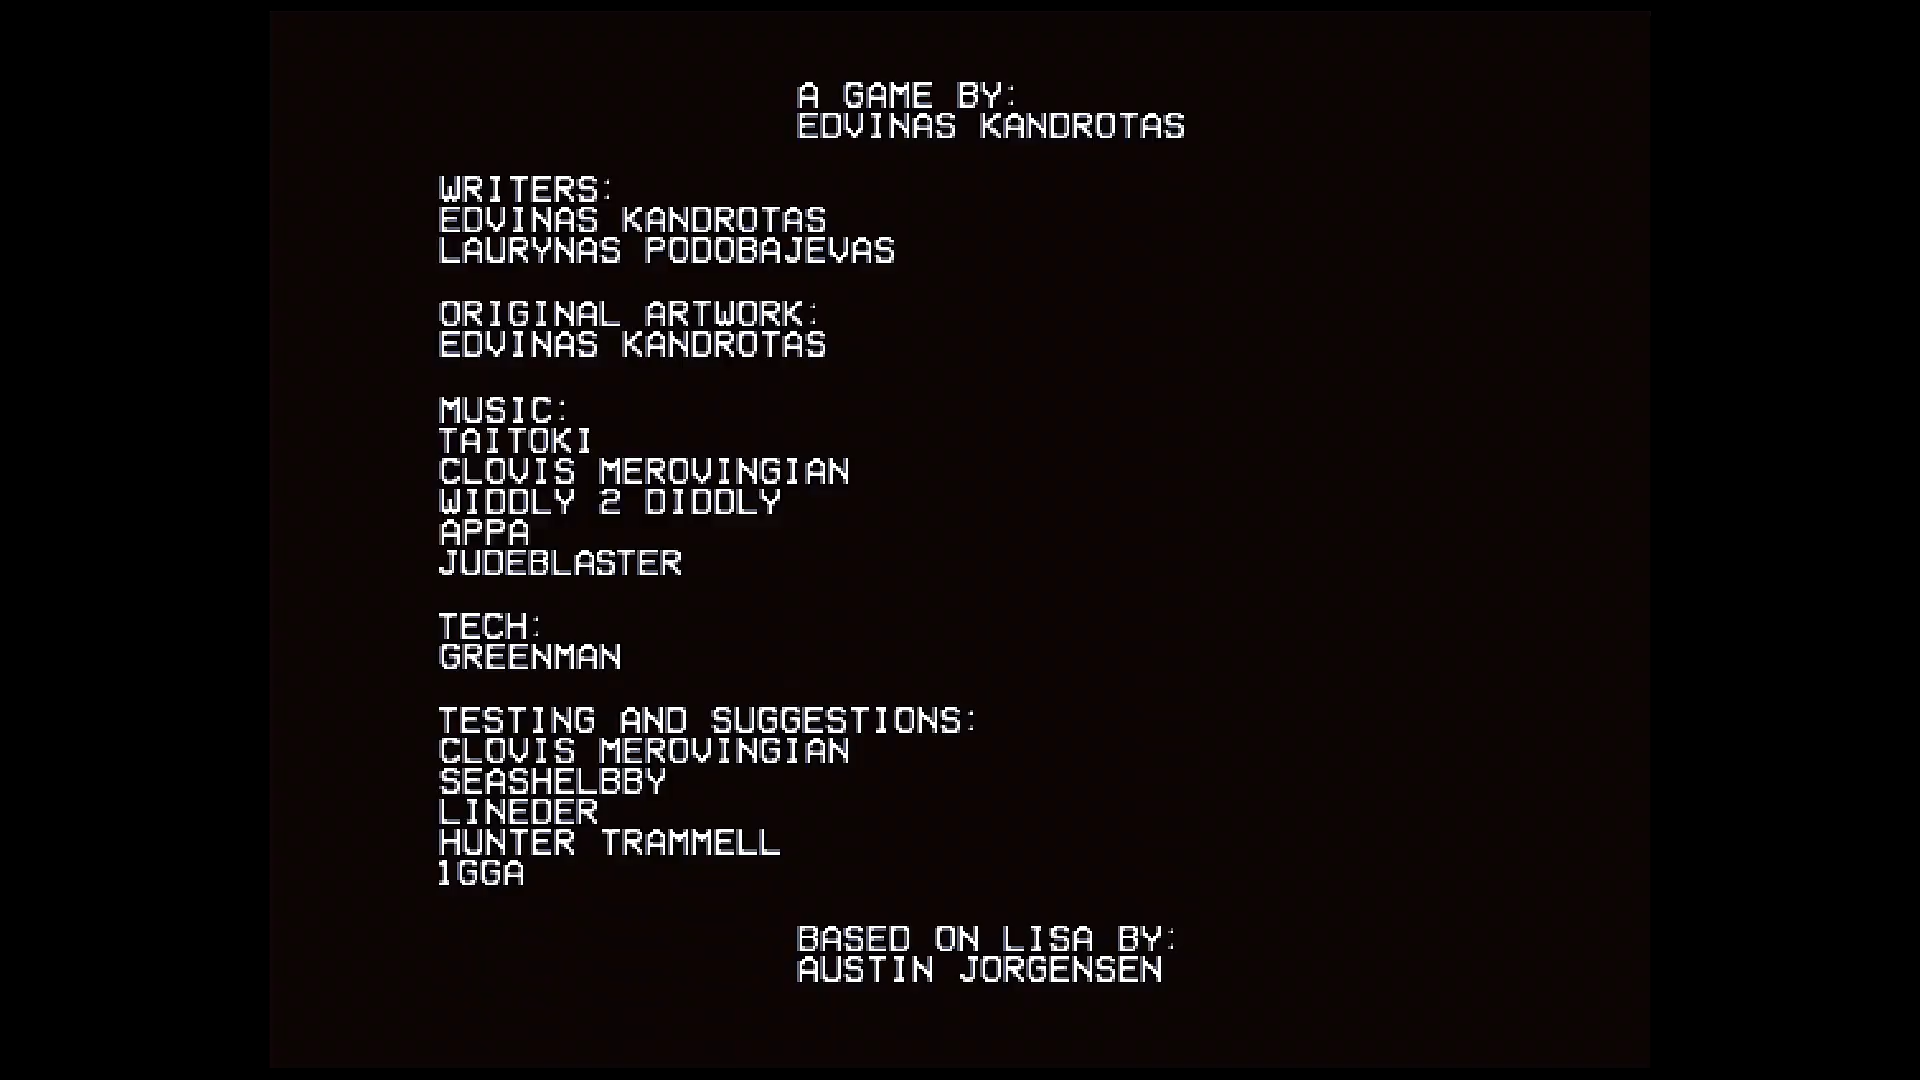 A GAME BY:
EDVINAS KANDROTAS
WRITERS:
EDVINAS KANDROTAS
LAURYNAS PODOBAJEVAS
ORIGINAL ARTWORK:
EDVINAS KANDROTAS
MUSIC:
TAITOKI
CLOVIS MEROVINGIAN
WIDDLY 2 DIDDLY
APPA
JUDEBLASTER
TECH:
GREENMAN
TESTING AND SUGGESTIONS:
CLOVIS MEROVINGIAN
SEASHELBBY
LINEDER
HUNTER TRAMMELL
1GGA
BASED ON LISA BY:
AUSTIN JORGENSEN